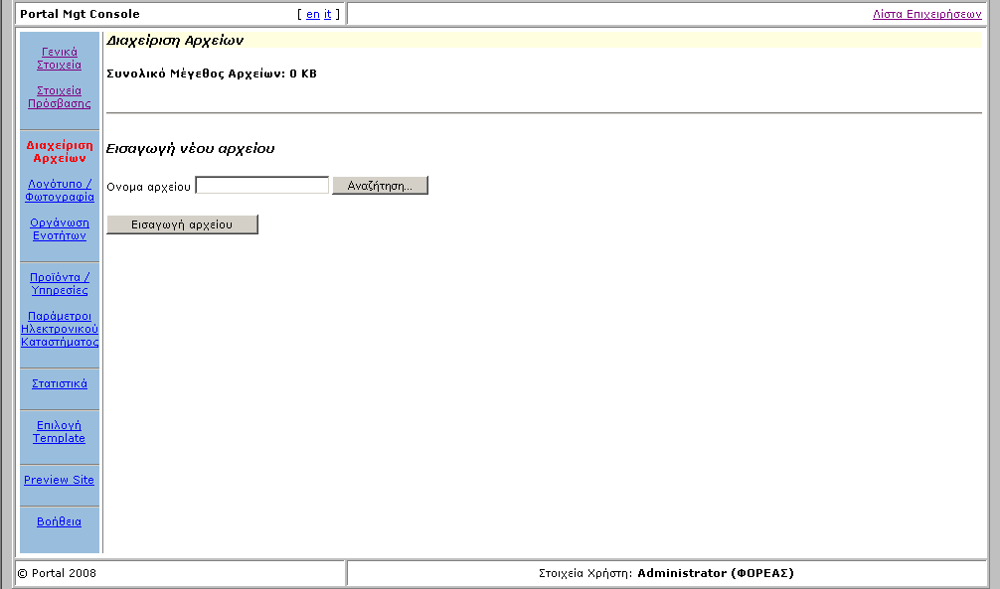 Portal Mgt Console [ en it ] Λίστα Επιχειρήσεων
Γενικά
Στοιχεία
Στοιχεία
Πρόσβασης
Διαχείριση
Αρχείων
Λογότυπο /
Φωτογραφία
Οργάνωση
Ενοτήτων
Προϊόντα /
Υπηρεσίες
Παράμετροι
Ηλεκτρονικού
Καταστήματος
Στατιστικά
Επιλογή
Template
Preview Site
Βοήθεια
Διαχείριση Αρχείων
Συνολικό Μέγεθος Αρχείων: 0 KB
Εισαγωγή νέου αρχείου
Ονομα αρχείου Αναζήτηση...
Εισαγωγή αρχείου
© Portal 2008 Στοιχεία Χρήστη: Administrator (ΦΟΡΕΑΣ)